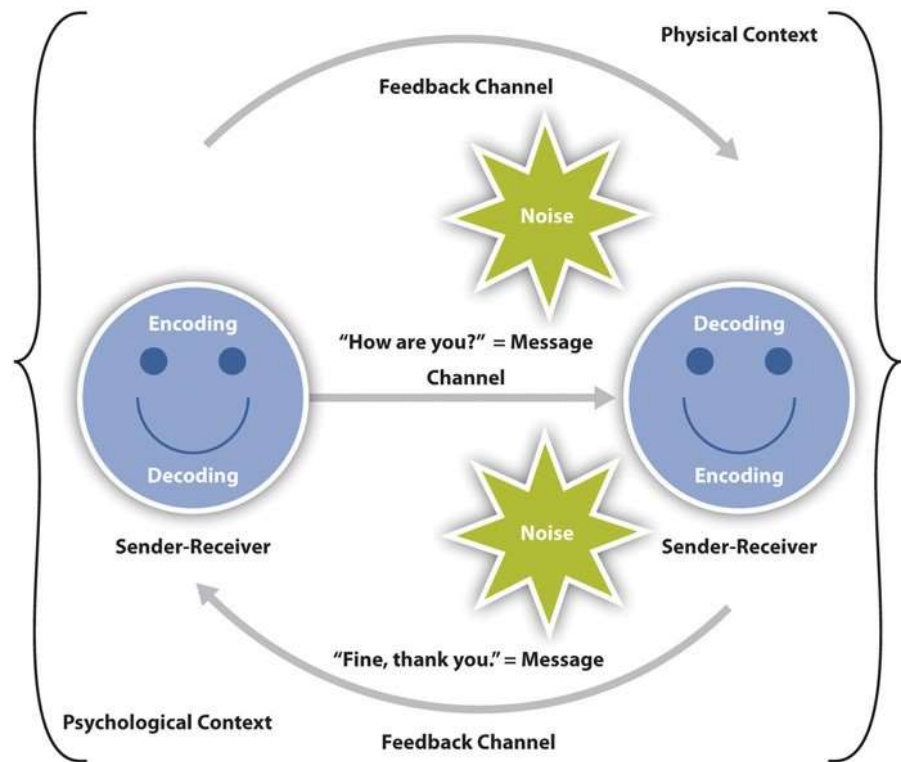 Physical Context
Feedback Channel
Noise
Encoding
Decoding
“How are you?” = Message
Channel
Decoding
Encoding
Noise
Sender-Receiver
Sender-Receiver
“Fine, thank you.” = Message
Psychological Context
Feedback Channel